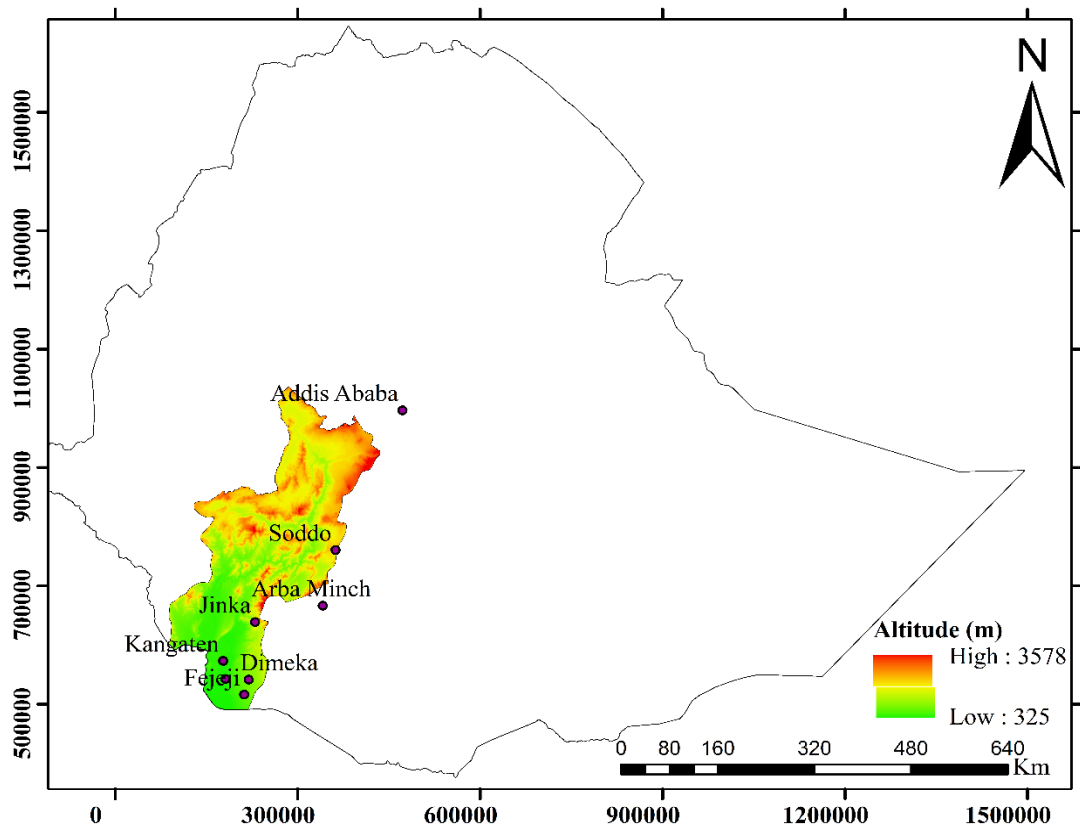 N
1500000
1300000
1100000
900000
700000
500000
Addis Ababa
Soddo
Arba Minch
Jinka
Kangaten
Dimeka
Fejeji
Altitude (m)
High : 3578
Low : 325
0 80 160 320 480 640
Km
0 300000 600000 900000 1200000 1500000